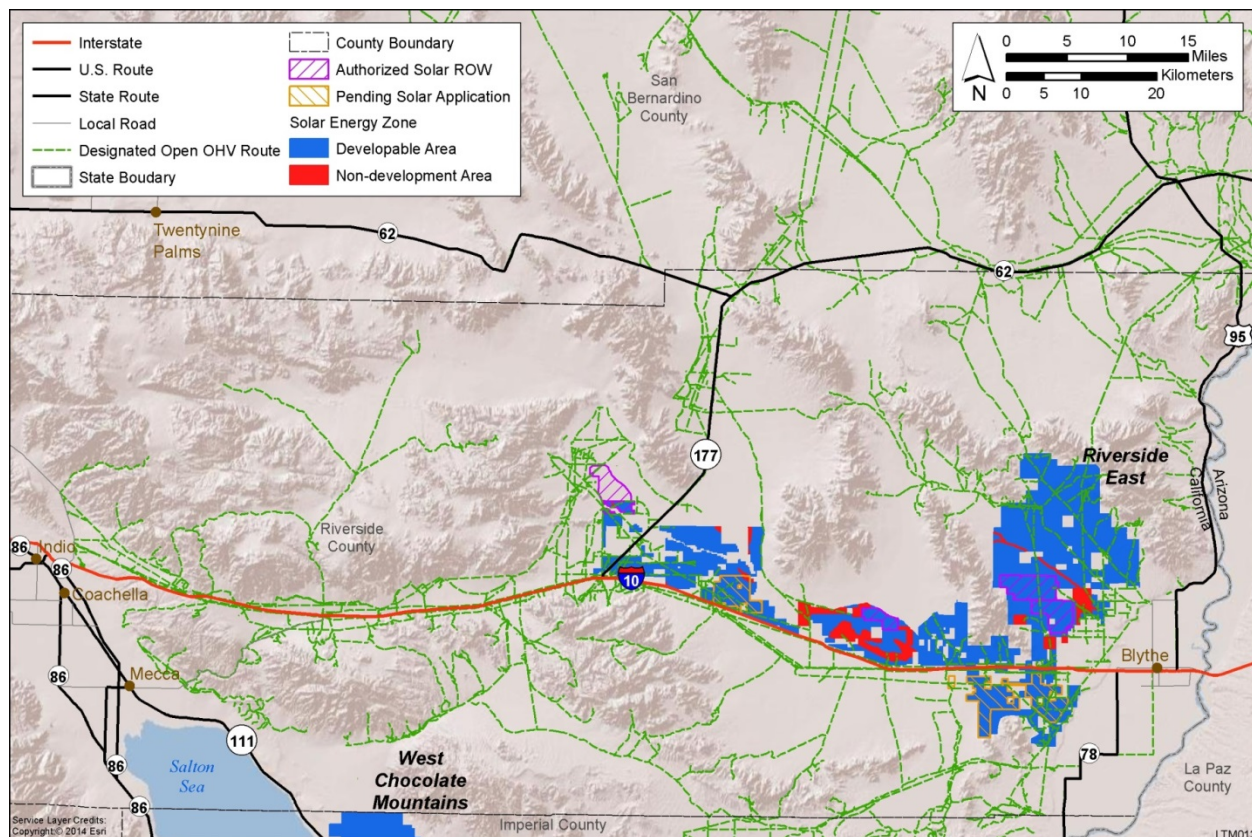 Interstate
U.S. Route
State Route
Local Road
Designated Open OHV Route
State Boudary
County Boundary
Authorized Solar ROW
Pending Solar Application
Solar Energy Zone
Developable Area
Non-development Area
0 5 10 15
Miles
Kilometers
0 5 10 20
N
San
Bernardino
County
Twentynine
Palms
62
62
95
177
Riverside
East
Arizona
California
Riverside
County
86
Indio
86
Coachella
10
86
Mecca
Blythe
86
111
78
Salton
Sea
West
Chocolate
Mountains
La Paz
County
86
Imperial County
Service Layer Credits:
Copyright:© 2014 Esri